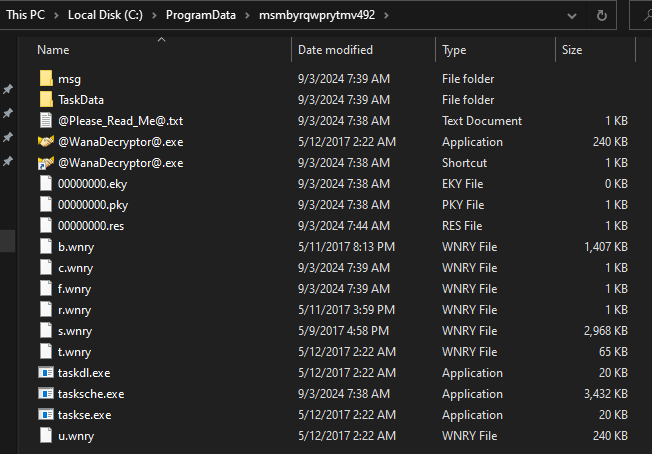 This PC > Local Disk (C:) > ProgramData > msmbyrqwprytmv492
Name Date modified Type Size
msg 9/3/2024 7:39 AM File folder
TaskData 9/3/2024 7:39 AM File folder
@Please_Read_Me@.txt 9/3/2024 7:38 AM Text Document 1 KB
@WanaDecryptor@.exe 5/12/2017 2:22 AM Application 240 KB
@WanaDecryptor@.exe 9/3/2024 7:38 AM Shortcut 1 KB
00000000.eky 9/3/2024 7:38 AM EKY File 0 KB
00000000.pky 9/3/2024 7:38 AM PKY File 1 KB
00000000.res 9/3/2024 7:44 AM RES File 1 KB
b.wnry 5/11/2017 8:13 PM WNRY File 1,407 KB
c.wnry 9/3/2024 7:39 AM WNRY File 1 KB
f.wnry 9/3/2024 7:39 AM WNRY File 1 KB
r.wnry 5/11/2017 3:59 PM WNRY File 1 KB
s.wnry 5/9/2017 4:58 PM WNRY File 2,968 KB
t.wnry 5/12/2017 2:22 AM WNRY File 65 KB
taskdl.exe 5/12/2017 2:22 AM Application 20 KB
tasksche.exe 9/3/2024 7:38 AM Application 3,432 KB
taskse.exe 5/12/2017 2:22 AM Application 20 KB
u.wnry 5/12/2017 2:22 AM WNRY File 240 KB